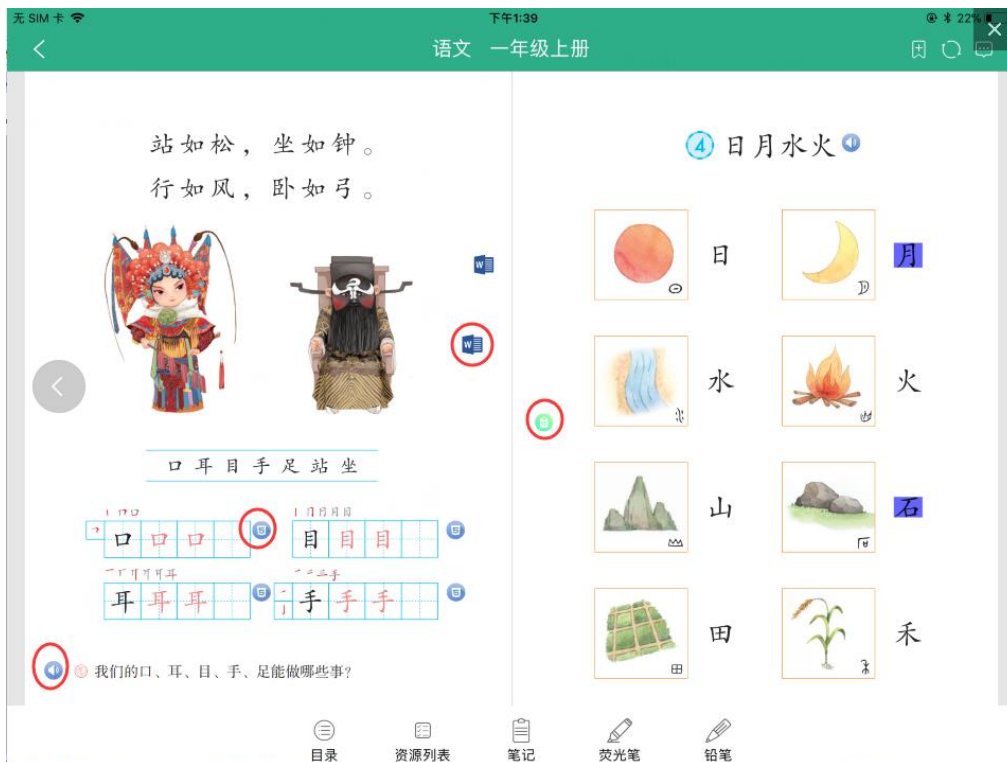 无 SIM 卡 下午1:39 22%
语文 一年级上册
站如松，坐如钟。
行如风，卧如弓。
口耳目手足站坐
口 口 口
目 目 目
耳 耳 耳
手 手 手
我们的口、耳、目、手、足能做哪些事？
4 日月水火
日 月
水 火
山 石
田 禾
目录 资源列表 笔记 荧光笔 铅笔